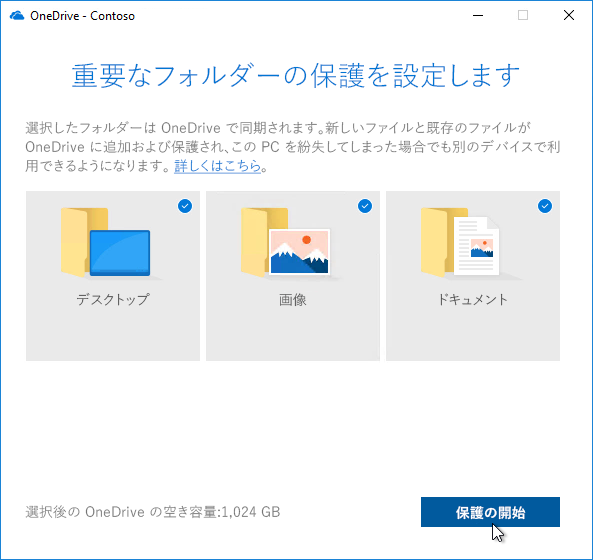 OneDrive - Contoso
重要なフォルダーの保護を設定します
選択したフォルダーは OneDrive で同期されます。新しいファイルと既存のファイルが
OneDrive に追加および保護され、この PC を紛失してしまった場合でも別のデバイスで利
用できるようになります。詳しくはこちら。
デスクトップ
画像
ドキュメント
選択後の OneDrive の空き容量:1,024 GB
保護の開始